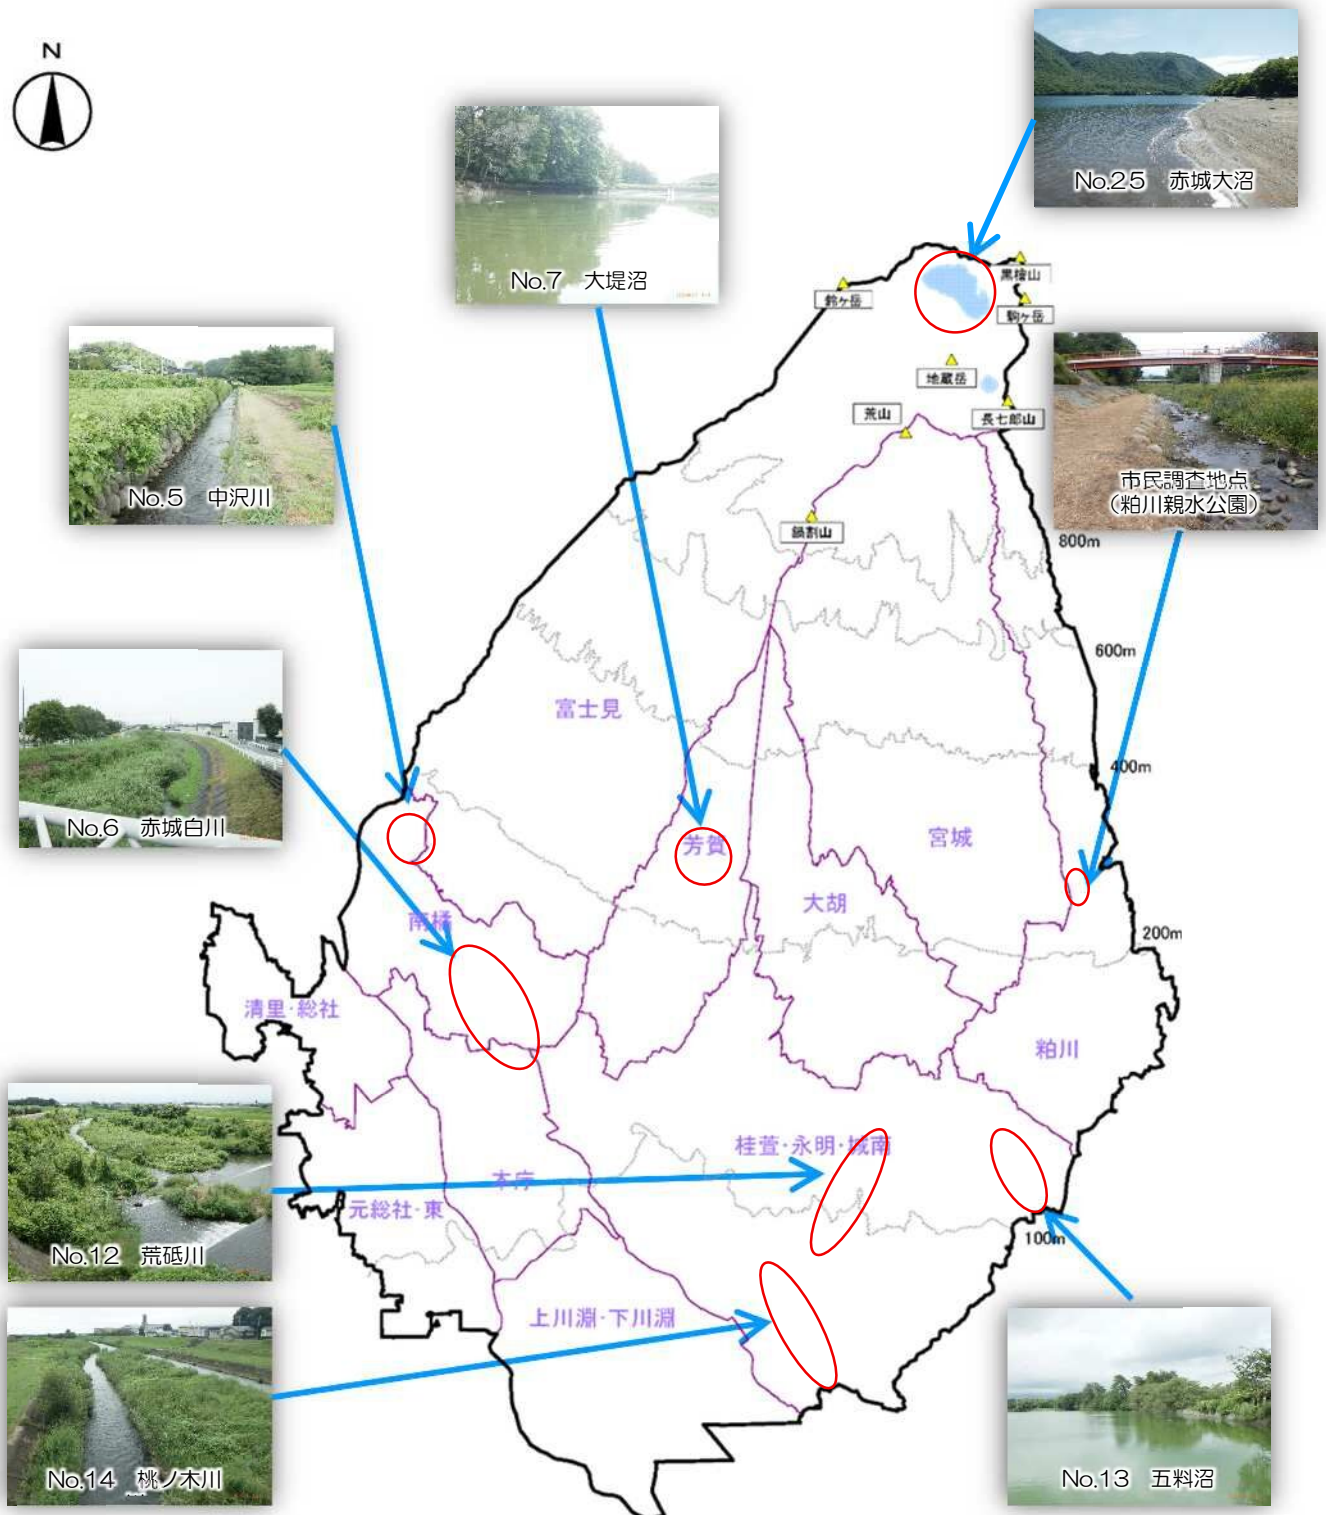 N
No.25 赤城大沼
No.7 大堤沼
黒檜山
鈴ヶ岳
駒ヶ岳
地蔵岳
荒山
長七郎山
No.5 中沢川
市民調査地点
（粕川親水公園）
鍋割山
800m
600m
富士見
400m
No.6 赤城白川
芳賀
宮城
大胡
南橘
200m
清里・総社
粕川
桂萱・永明・城南
本庁
元総社・東
No.12 荒砥川
100m
上川淵・下川淵
No.14 桃ノ木川
No.13 五料沼